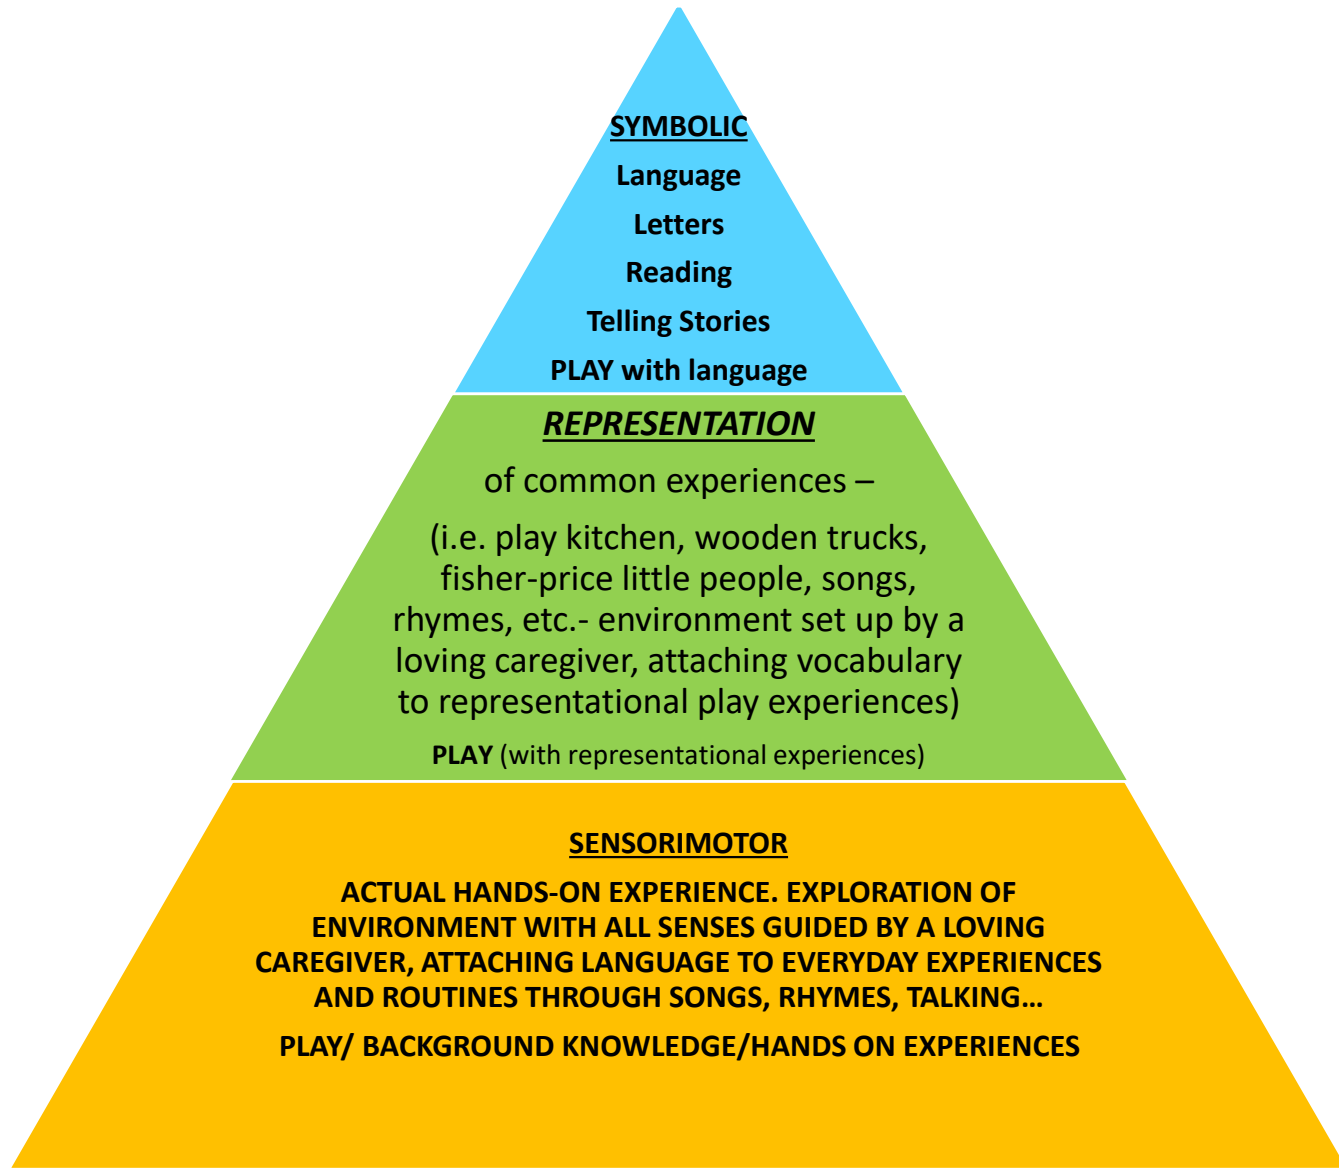 SYMBOLIC
Language
Letters
Reading
Telling Stories
PLAY with language
REPRESENTATION
of common experiences –
(i.e. play kitchen, wooden trucks,
fisher-price little people, songs,
rhymes, etc.- environment set up by a
loving caregiver, attaching vocabulary
to representational play experiences)
PLAY (with representational experiences)
SENSORIMOTOR
ACTUAL HANDS-ON EXPERIENCE. EXPLORATION OF
ENVIRONMENT WITH ALL SENSES GUIDED BY A LOVING
CAREGIVER, ATTACHING LANGUAGE TO EVERYDAY EXPERIENCES
AND ROUTINES THROUGH SONGS, RHYMES, TALKING…
PLAY/ BACKGROUND KNOWLEDGE/HANDS ON EXPERIENCES